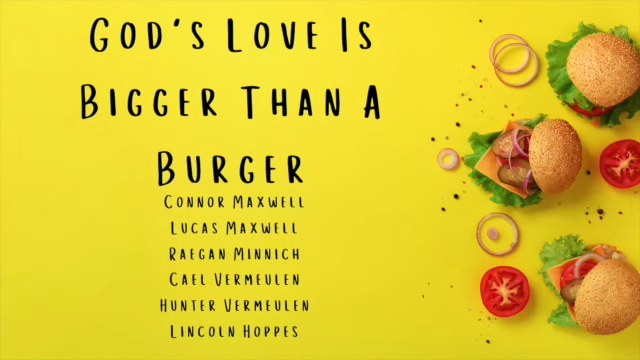 God's Love Is
Bigger Than A
Burger
Connor Maxwell
Lucas Maxwell
Raegan Minnich
Cael Vermeulen
Hunter Vermeulen
Lincoln Hoppes